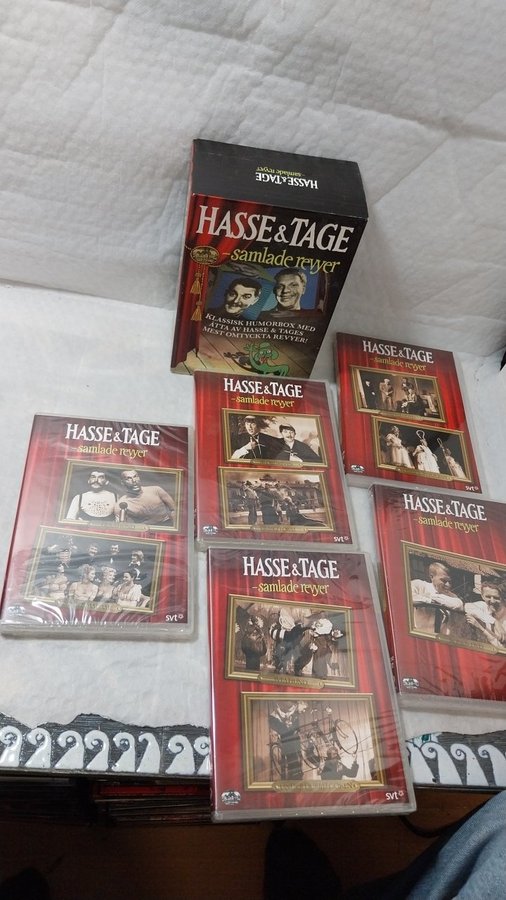 HASSE & TAGE
– samlade revyer
HASSE & TAGE
– samlade revyer
KLASSISK HUMORBOX MED
ÅTTA AV HASSE & TAGES
MEST OMTYCKTA REVYER!
HASSE & TAGE
– samlade revyer
svt
HASSE & TAGE
– samlade revyer
svt
HASSE & TAGE
– samlade revyer
svt
HASSE & TAGE
– samlade revyer
HASSE & TAGE
– samlade revyer
svt